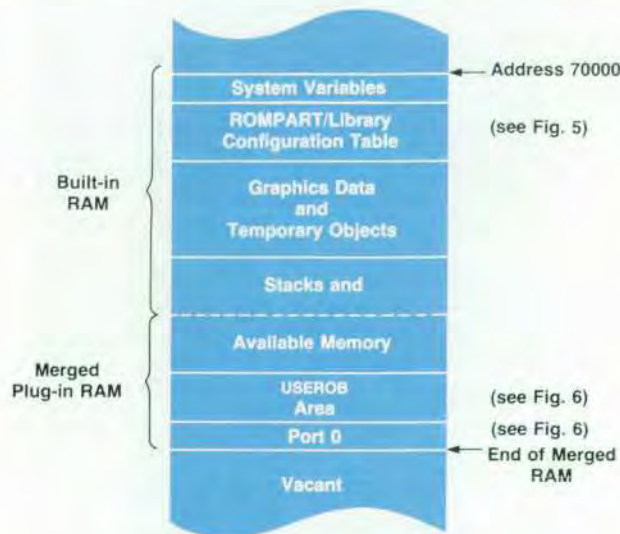 Address 70000
System Variables
ROMPART/Library
Configuration Table
(see Fig. 5)
Built-in
RAM
Graphics Data
and
Temporary Objects
Stacks and
Available Memory
Merged
Plug-in RAM
USEROB
Area
(see Fig. 6)
Port 0
(see Fig. 6)
End of Merged
RAM
Vacant